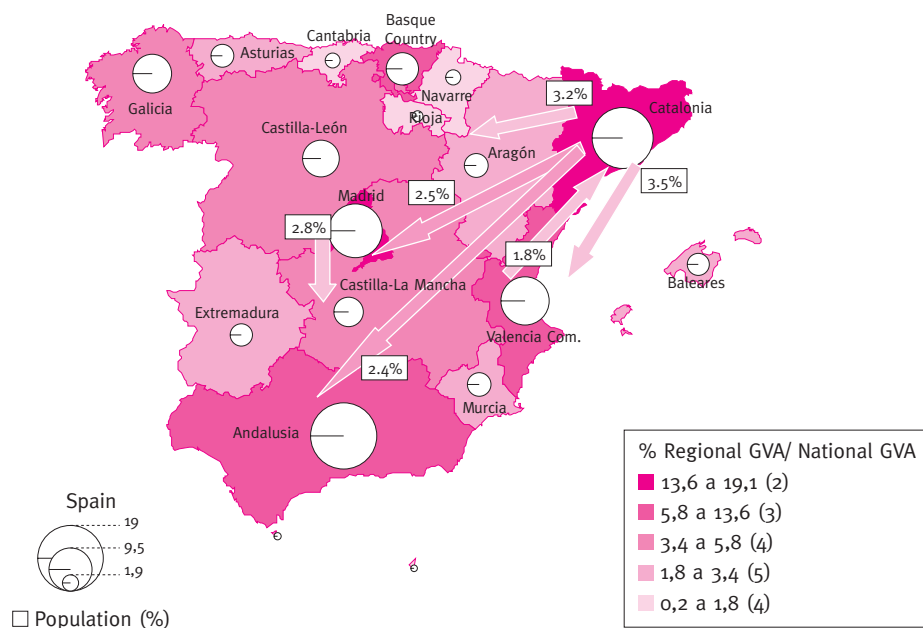 Basque
Country
Cantabria
Asturias
Galicia
Navarre
Rioja
3.2%
Catalonia
Castilla-León
Aragón
3.5%
Madrid
2.5%
2.8%
1.8%
Castilla-La Mancha
Baleares
Extremadura
Valencia Com.
2.4%
Murcia
Andalusia
% Regional GVA/ National GVA
13,6 a 19,1 (2)
5,8 a 13,6 (3)
3,4 a 5,8 (4)
1,8 a 3,4 (5)
0,2 a 1,8 (4)
Spain
19
9,5
1,9
Population (%)